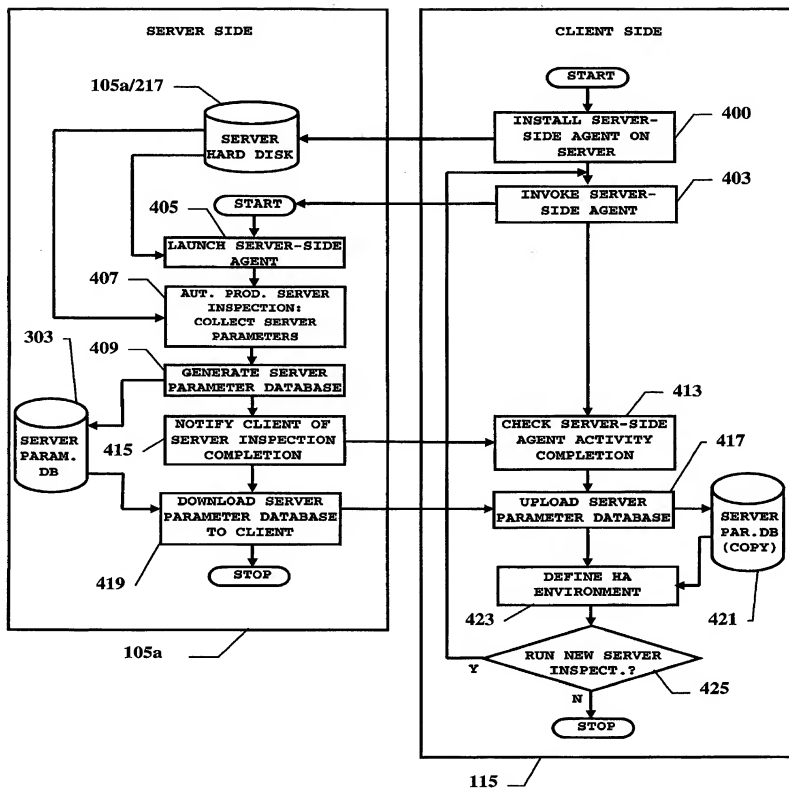 SERVER SIDE
105a/217
SERVER
HARD DISK
START
405
LAUNCH SERVER-SIDE
AGENT
407
AUT. PROD. SERVER
INSPECTION:
COLLECT SERVER
PARAMETERS
303
409
GENERATE SERVER
PARAMETER DATABASE
SERVER
PARAM.
DB
415
NOTIFY CLIENT OF
SERVER INSPECTION
COMPLETION
DOWNLOAD SERVER
PARAMETER DATABASE
TO CLIENT
419
STOP
105a
CLIENT SIDE
START
INSTALL SERVER-
SIDE AGENT ON
SERVER
400
INVOKE SERVER-
SIDE AGENT
403
413
CHECK SERVER-SIDE
AGENT ACTIVITY
COMPLETION
417
UPLOAD SERVER
PARAMETER DATABASE
SERVER
PAR.DB
(COPY)
421
DEFINE HA
ENVIRONMENT
423
RUN NEW SERVER
INSPECT.?
Y
425
N
STOP
115